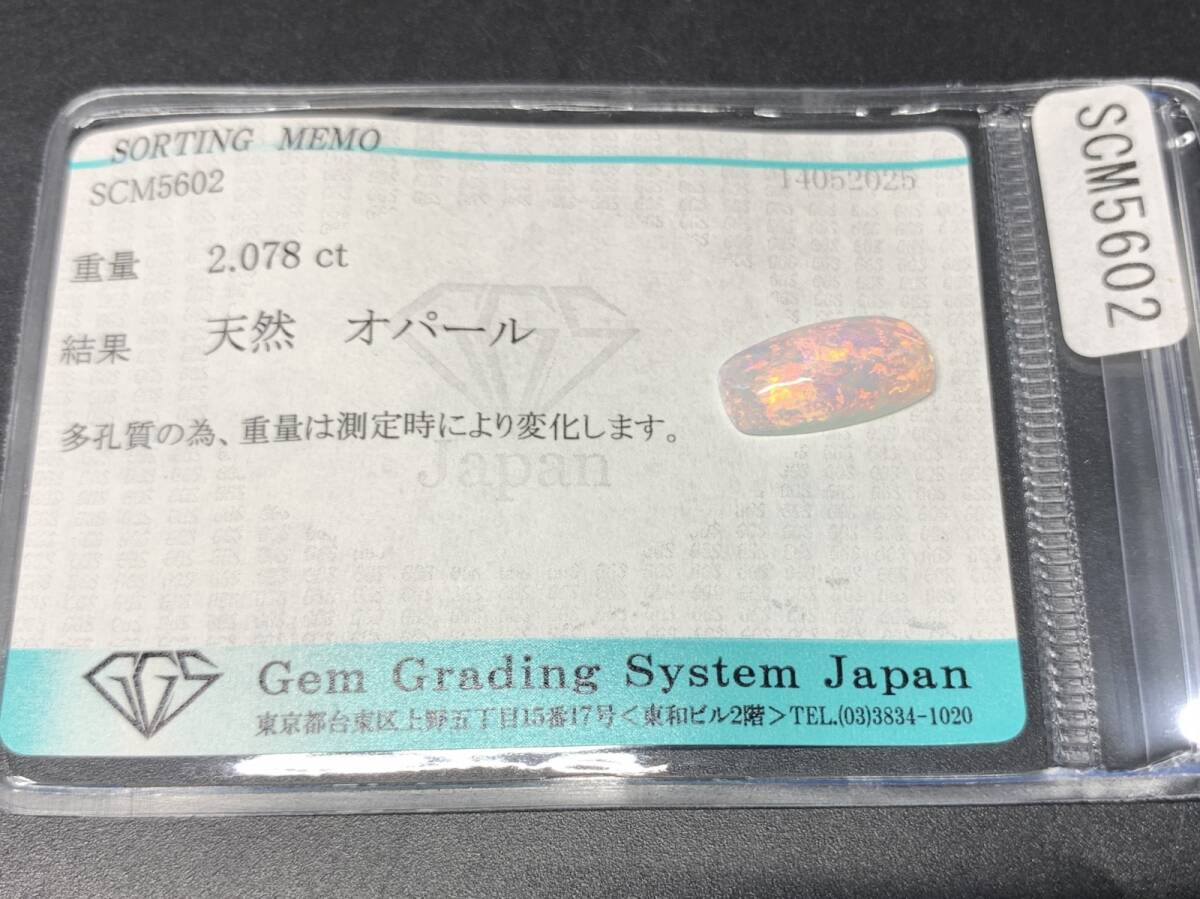 SORTING MEMO
SCM5602
14052025
重量 2.078 ct
結果 天然 オパール
多孔質の為、重量は測定時により変化します。
Japan
GGS Gem Grading System Japan
東京都台東区上野五丁目15番17号＜東和ビル2階＞TEL.(03)3834-1020
SCM5602